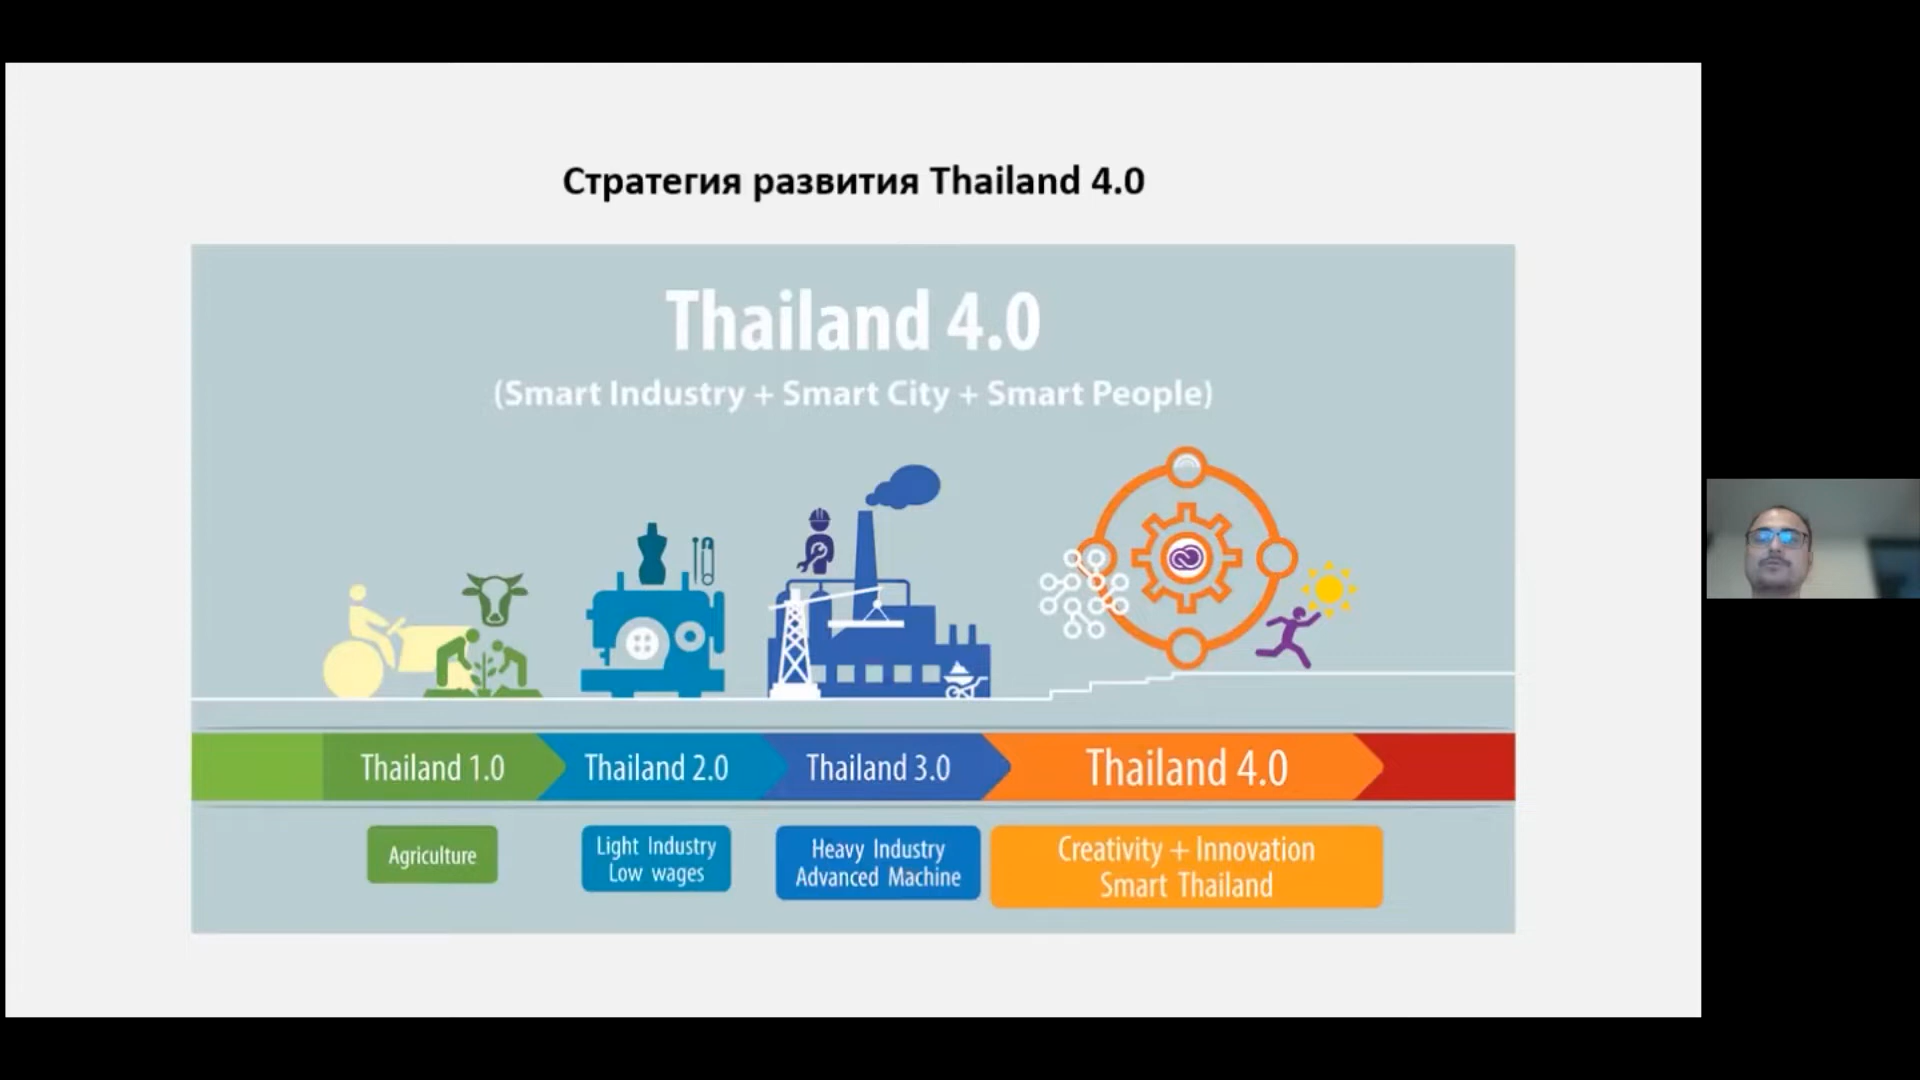 Стратегия развития Thailand 4.0
Thailand 4.0
(Smart Industry + Smart City + Smart People)
Thailand 1.0
Thailand 2.0
Thailand 3.0
Thailand 4.0
Agriculture
Light Industry
Low wages
Heavy Industry
Advanced Machine
Creativity + Innovation
Smart Thailand